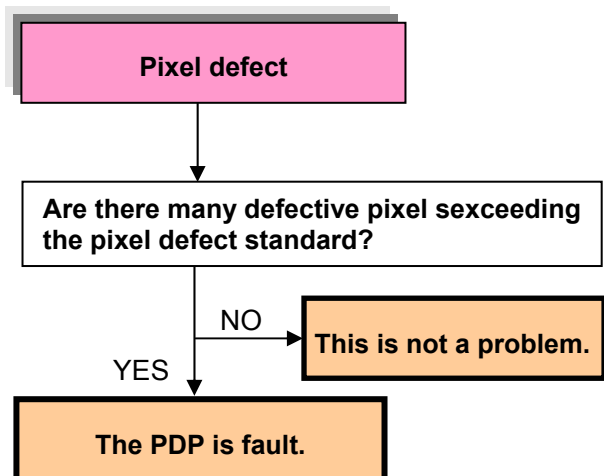 Pixel defect
Are there many defective pixel sexceeding
the pixel defect standard?
NO
This is not a problem.
YES
The PDP is fault.